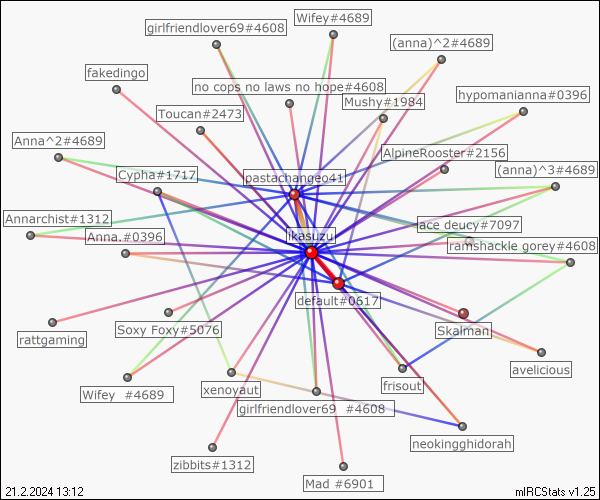 Wifey#4689
girlfriendlover69#4608
(anna)^2#4689
fakedingo
no cops no laws no hope#4608
hypomanianna#0396
Mushy#1984
Toucan#2473
Anna^2#4689
AlpineRooster#2156
Cypha#1717
pastachangeo41
(anna)^3#4689
Annarchist#1312
ace deucy#7097
Anna.#0396
ikasuzu
ramshackle gorey#4608
default#0617
Soxy Foxy#5076
Skalman
rattgaming
avelicious
Wifey #4689
xenoyaut
frisout
girlfriendlover69 #4608
neokingghidorah
zibbits#1312
Mad #6901
21.2.2024 13:12
mIRCStats v1.25